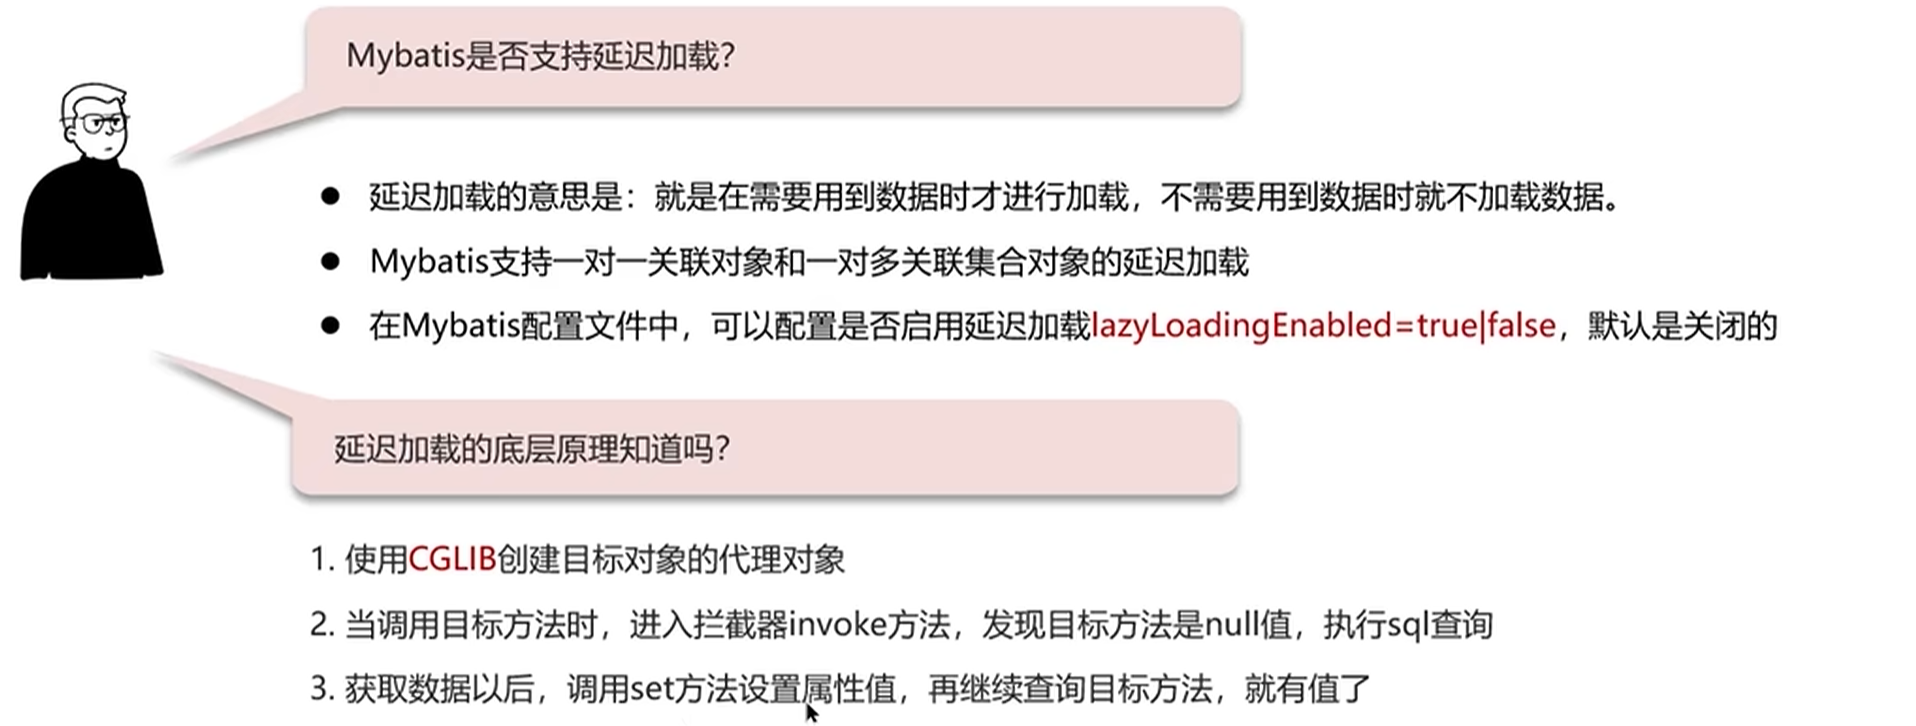 Mybatis是否支持延迟加载？
● 延迟加载的意思是：就是在需要用到数据时才进行加载，不需要用到数据时就不加载数据。
● Mybatis支持一对一关联对象和一对多关联集合对象的延迟加载
● 在Mybatis配置文件中，可以配置是否启用延迟加载lazyLoadingEnabled=true|false，默认是关闭的
延迟加载的底层原理知道吗？
1. 使用CGLIB创建目标对象的代理对象
2. 当调用目标方法时，进入拦截器invoke方法，发现目标方法是null值，执行sql查询
3. 获取数据以后，调用set方法设置属性值，再继续查询目标方法，就有值了